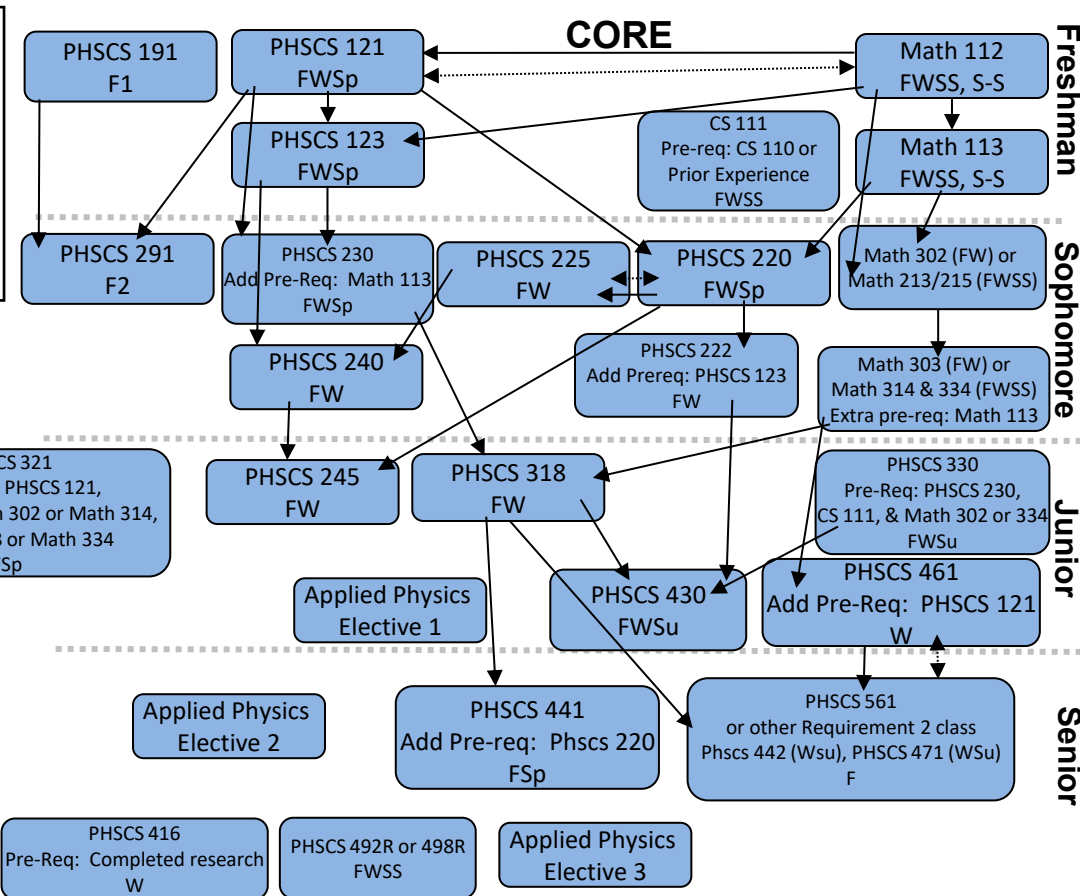 CORE
Freshman
PHSCS 191
F1
PHSCS 121
FWSp
Math 112
FWSS, S-S
PHSCS 123
FWSp
CS 111
Pre-req: CS 110 or
Prior Experience
FWSS
Math 113
FWSS, S-S
Sophomore
PHSCS 291
F2
PHSCS 230
Add Pre-Req: Math 113
FWSp
PHSCS 225
FW
PHSCS 220
FWSp
Math 302 (FW) or
Math 213/215 (FWSS)
PHSCS 240
FW
PHSCS 222
Add Prereq: PHSCS 123
FW
Math 303 (FW) or
Math 314 & 334 (FWSS)
Extra pre-req: Math 113
Junior
CS 321
PHSCS 121,
302 or Math 314,
or Math 334
Sp
PHSCS 245
FW
PHSCS 318
FW
PHSCS 330
Pre-Req: PHSCS 230,
CS 111, & Math 302 or 334
FWSu
Applied Physics
Elective 1
PHSCS 430
FWSu
PHSCS 461
Add Pre-Req: PHSCS 121
W
Senior
Applied Physics
Elective 2
PHSCS 441
Add Pre-req: Phscs 220
FSp
PHSCS 561
or other Requirement 2 class
Phscs 442 (Wsu), PHSCS 471 (WSu)
F
PHSCS 416
Pre-Req: Completed research
W
PHSCS 492R or 498R
FWSS
Applied Physics
Elective 3